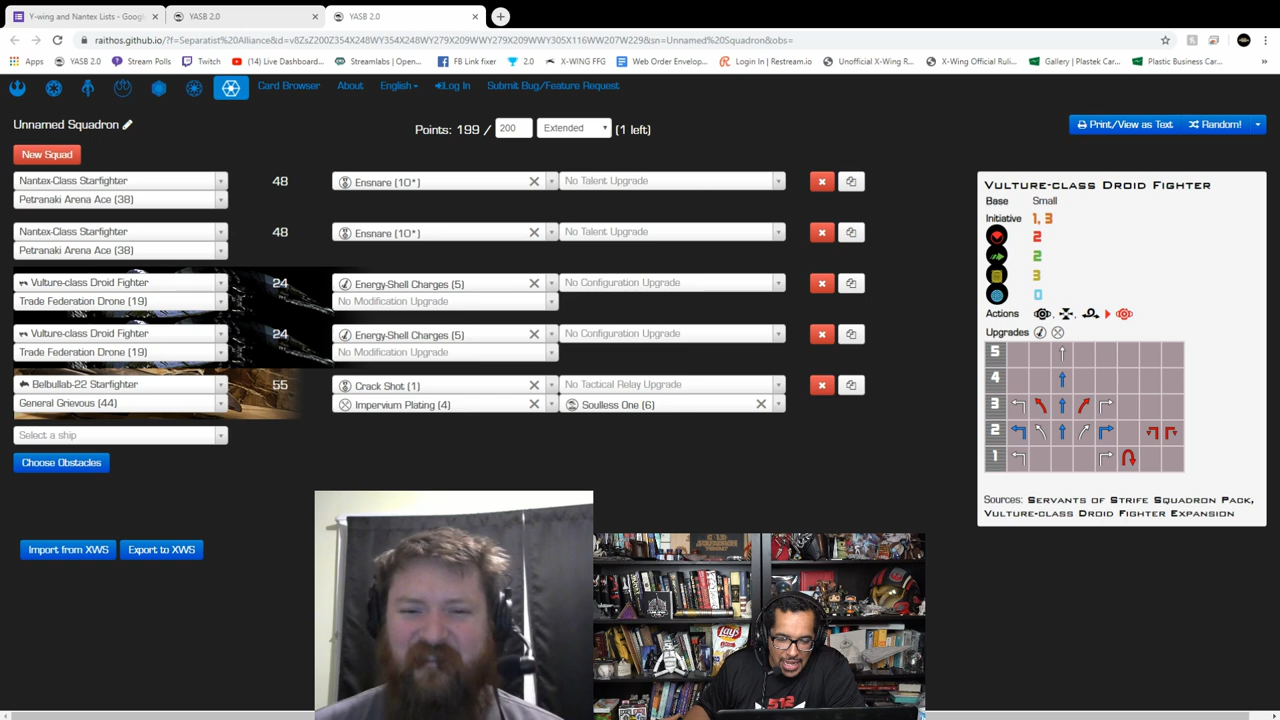 Y-wing and Nantex Lists - Goog
YASB 2.0
YASB 2.0
raithos.github.io/?f=Separatist%20Alliance&d=v8ZsZ200Z354X248WY354X248WY279X209WWY279X209WWY305X116WW207W229&sn=Unnamed%20Squadron&obs=
Apps
YASB 2.0
Stream Polls
Twitch
(14) Live Dashboard...
Streamlabs | Open...
FB Link fixer
2.0
X-WING FFG
Web Order Envelop...
Log In | Restream.io
Unofficial X-Wing R...
X-Wing Official Ruli...
Gallery | Plastek Car...
Plastic Business Car...
Card Browser
About
English
Log In
Submit Bug/Feature Request
Unnamed Squadron
Points: 199 / 200 Extended (1 left)
Print/View as Text
Random!
New Squad
Nantex-Class Starfighter
48
Ensnare (10*)
No Talent Upgrade
Petranaki Arena Ace (38)
Nantex-Class Starfighter
48
Ensnare (10*)
No Talent Upgrade
Petranaki Arena Ace (38)
Vulture-class Droid Fighter
24
Energy-Shell Charges (5)
No Configuration Upgrade
Trade Federation Drone (19)
No Modification Upgrade
Vulture-class Droid Fighter
24
Energy-Shell Charges (5)
No Configuration Upgrade
Trade Federation Drone (19)
No Modification Upgrade
Belbullab-22 Starfighter
55
Crack Shot (1)
No Tactical Relay Upgrade
General Grievous (44)
Impervium Plating (4)
Soulless One (6)
Select a ship
Choose Obstacles
Import from XWS
Export to XWS
Vulture-class Droid Fighter
Base Small
Initiative 1, 3
2
2
3
0
Actions
Upgrades
5
4
3
2
1
Sources: Servants of Strife Squadron Pack,
Vulture-class Droid Fighter Expansion
Lay's
512